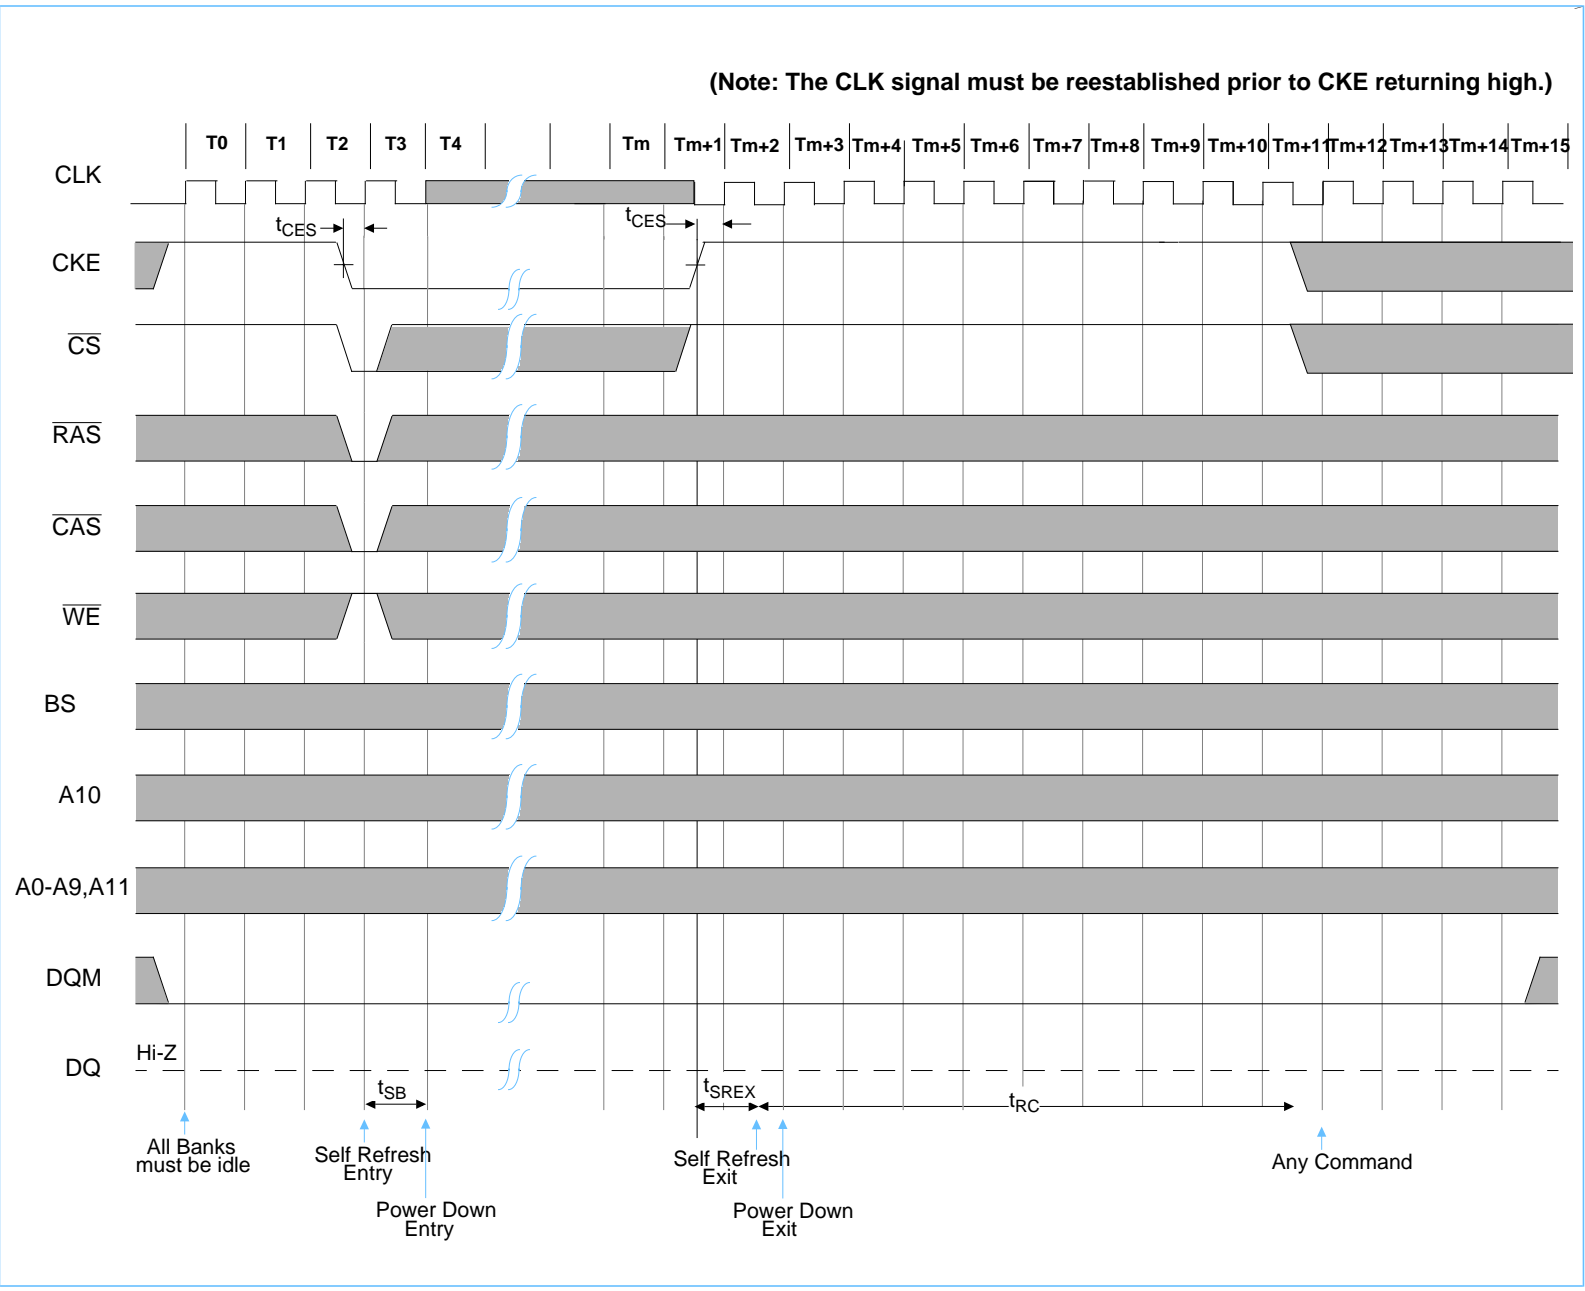 (Note: The CLK signal must be reestablished prior to CKE returning high.)
T0 T1 T2 T3 T4 Tm Tm+1 Tm+2 Tm+3 Tm+4 Tm+5 Tm+6 Tm+7 Tm+8 Tm+9 Tm+10 Tm+11 Tm+12 Tm+13 Tm+14 Tm+15
CLK
tCES tCES
CKE
CS
RAS
CAS
WE
BS
A10
A0-A9,A11
DQM
Hi-Z
DQ
tSB tSREX tRC
All Banks
must be idle
Self Refresh
Entry
Power Down
Entry
Self Refresh
Exit
Power Down
Exit
Any Command